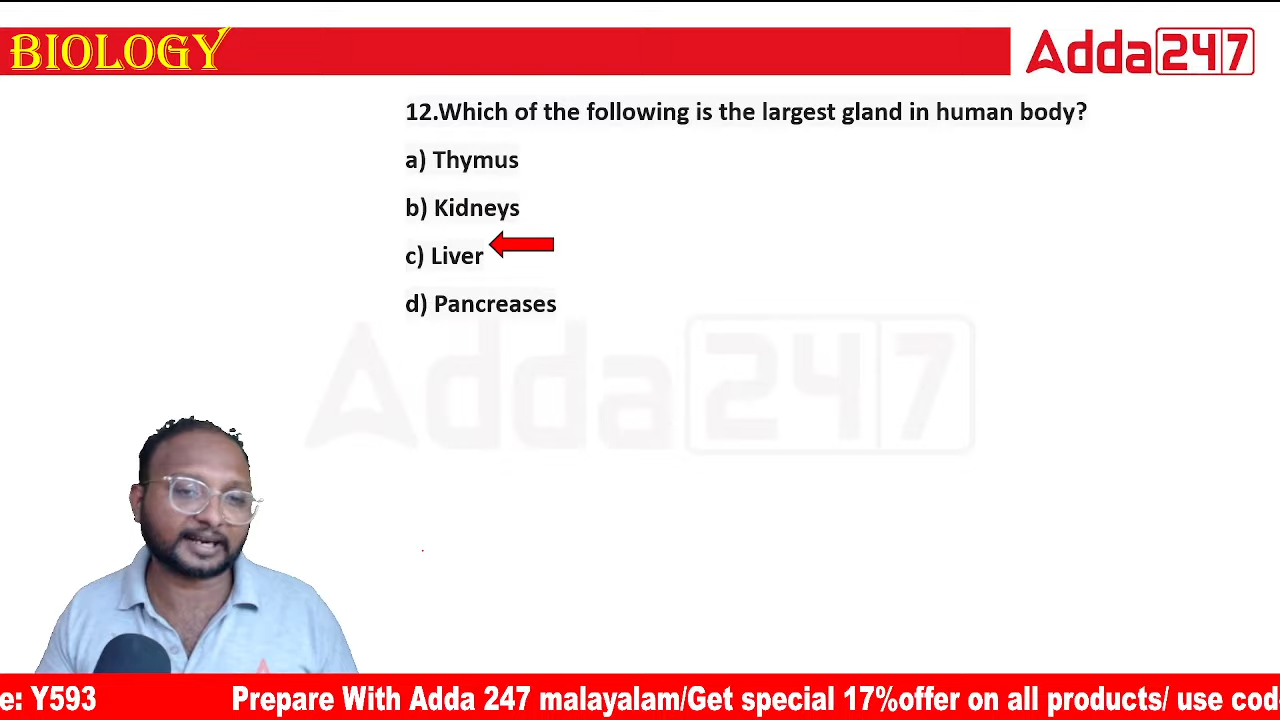 BIOLOGY
Adda247
12.Which of the following is the largest gland in human body?
a) Thymus
b) Kidneys
c) Liver
d) Pancreases
Adda247
e: Y593 Prepare With Adda 247 malayalam/Get special 17%offer on all products/ use cod